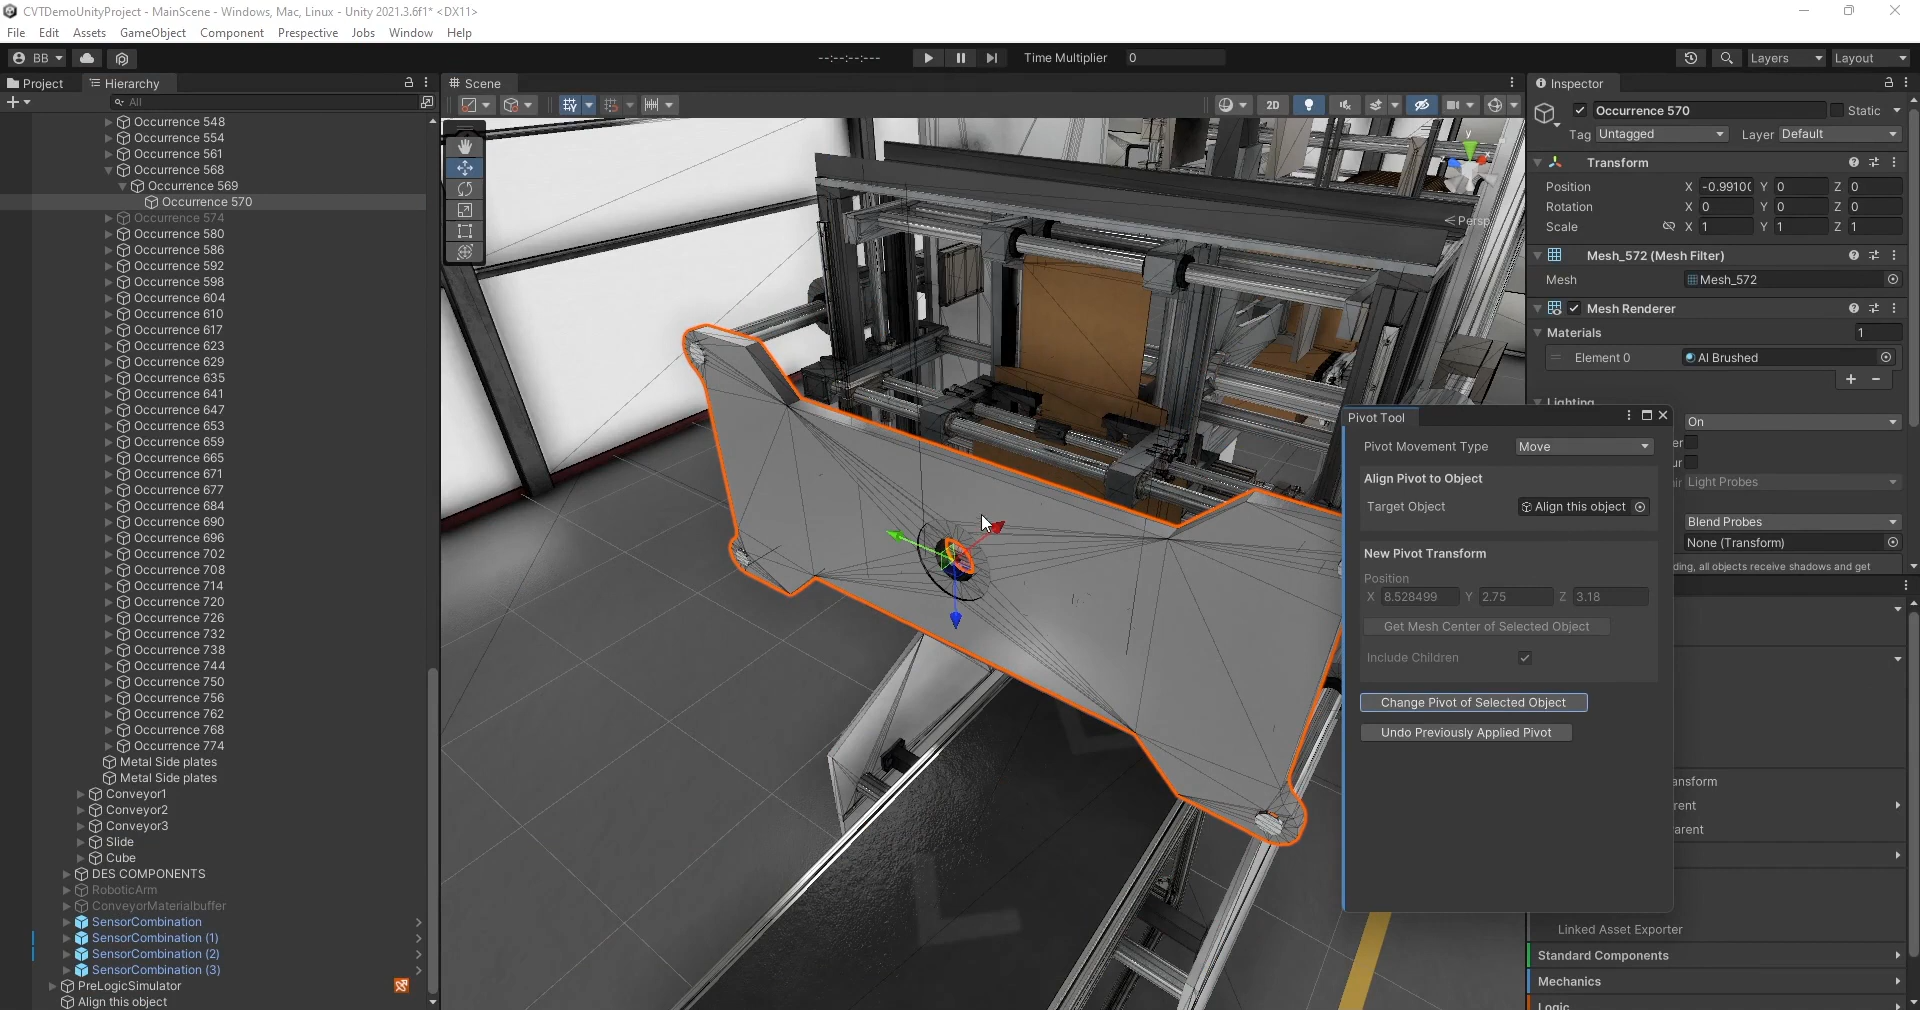 CVTDemoUnityProject - MainScene - Windows, Mac, Linux - Unity 2021.3.6f1* <DX11>
File Edit Assets GameObject Component Perspective Jobs Window Help
BB --:--:--:--- Time Multiplier 0 Layers Layout
Project Hierarchy
All
Occurrence 548
Occurrence 554
Occurrence 561
Occurrence 568
Occurrence 569
Occurrence 570
Occurrence 574
Occurrence 580
Occurrence 586
Occurrence 592
Occurrence 598
Occurrence 604
Occurrence 610
Occurrence 617
Occurrence 623
Occurrence 629
Occurrence 635
Occurrence 641
Occurrence 647
Occurrence 653
Occurrence 659
Occurrence 665
Occurrence 671
Occurrence 677
Occurrence 684
Occurrence 690
Occurrence 696
Occurrence 702
Occurrence 708
Occurrence 714
Occurrence 720
Occurrence 726
Occurrence 732
Occurrence 738
Occurrence 744
Occurrence 750
Occurrence 756
Occurrence 762
Occurrence 768
Occurrence 774
Metal Side plates
Metal Side plates
Conveyor1
Conveyor2
Conveyor3
Slide
Cube
DES COMPONENTS
RoboticArm
ConveyorMaterialbuffer
SensorCombination
SensorCombination (1)
SensorCombination (2)
SensorCombination (3)
PreLogicSimulator
Align this object
Scene
2D
y
< Persp
Pivot Tool
Pivot Movement Type Move
Align Pivot to Object
Target Object Align this object
New Pivot Transform
Position
X 8.528499 Y 2.75 Z 3.18
Get Mesh Center of Selected Object
Include Children
Change Pivot of Selected Object
Undo Previously Applied Pivot
Inspector
Occurrence 570 Static
Tag Untagged Layer Default
Transform
Position X -0.9910( Y 0 Z 0
Rotation X 0 Y 0 Z 0
Scale X 1 Y 1 Z 1
Mesh_572 (Mesh Filter)
Mesh Mesh_572
Mesh Renderer
Materials 1
Element 0 Al Brushed
Lighting
On
Light Probes
Blend Probes
None (Transform)
ding, all objects receive shadows and get
ansform
rent
arent
Linked Asset Exporter
Standard Components
Mechanics
Logic